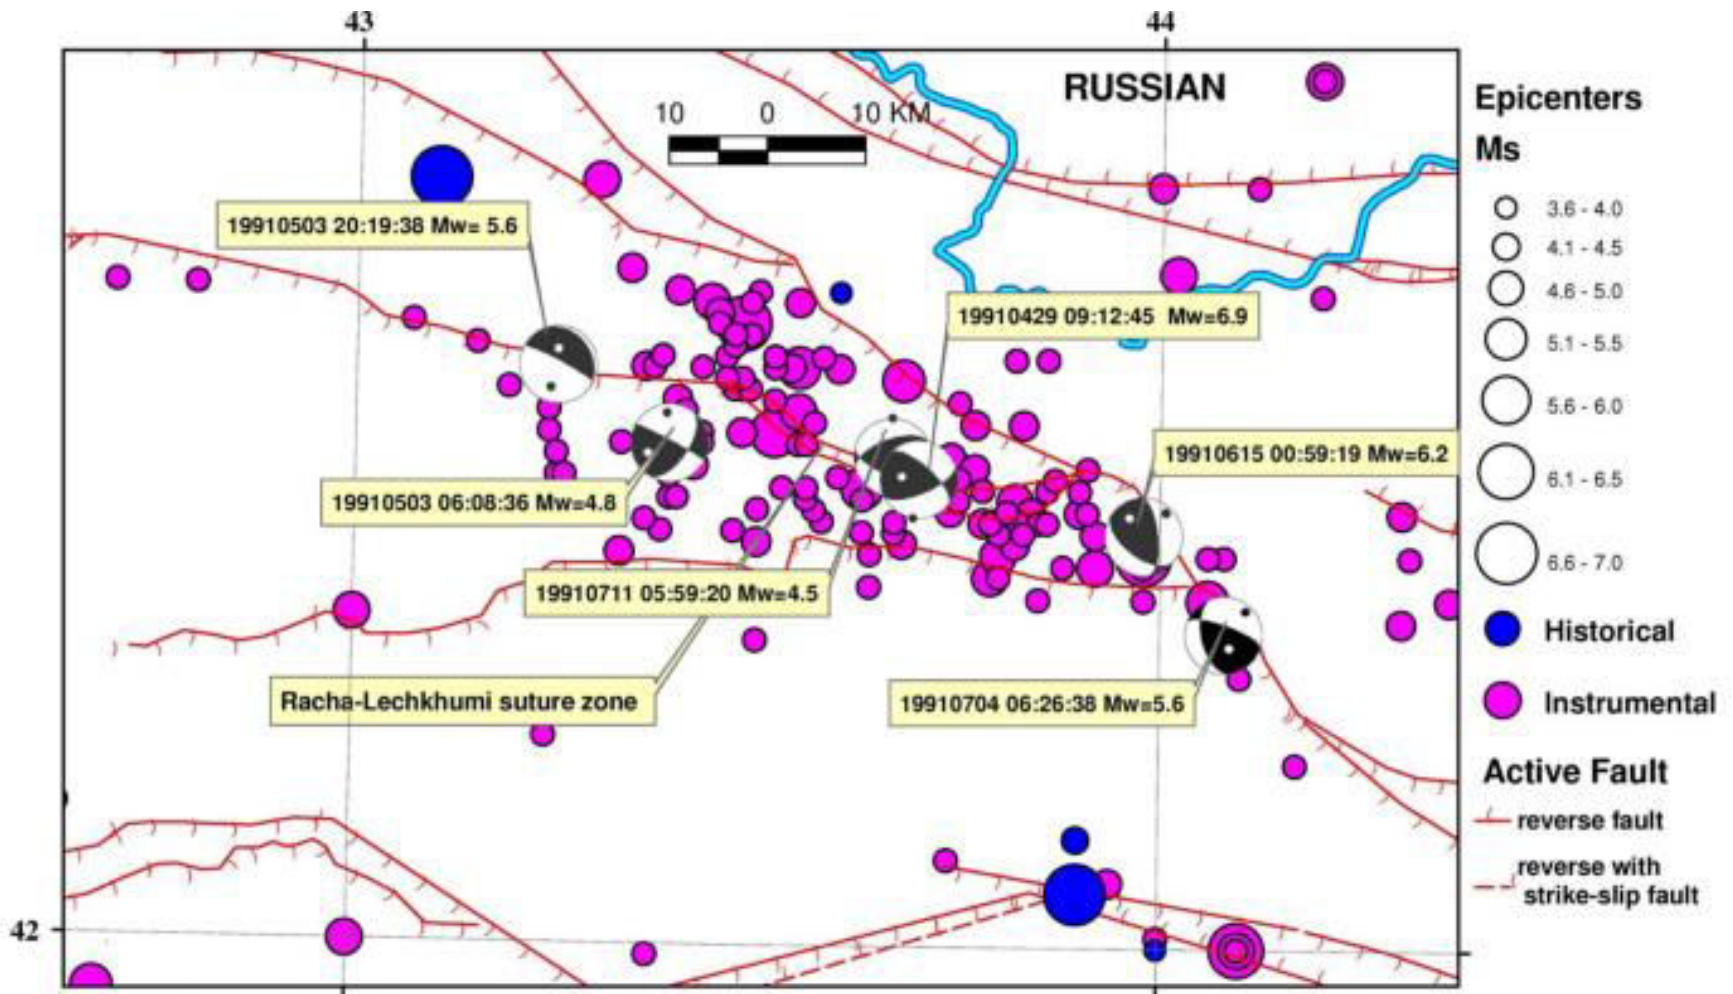 43
44
RUSSIAN
10 0 10 KM
19910503 20:19:38 Mw= 5.6
19910429 09:12:45 Mw=6.9
19910615 00:59:19 Mw=6.2
19910503 06:08:36 Mw=4.8
19910711 05:59:20 Mw=4.5
Racha-Lechkhumi suture zone
19910704 06:26:38 Mw=5.6
42
Epicenters
Ms
3.6 - 4.0
4.1 - 4.5
4.6 - 5.0
5.1 - 5.5
5.6 - 6.0
6.1 - 6.5
6.6 - 7.0
Historical
Instrumental
Active Fault
reverse fault
reverse with
strike-slip fault